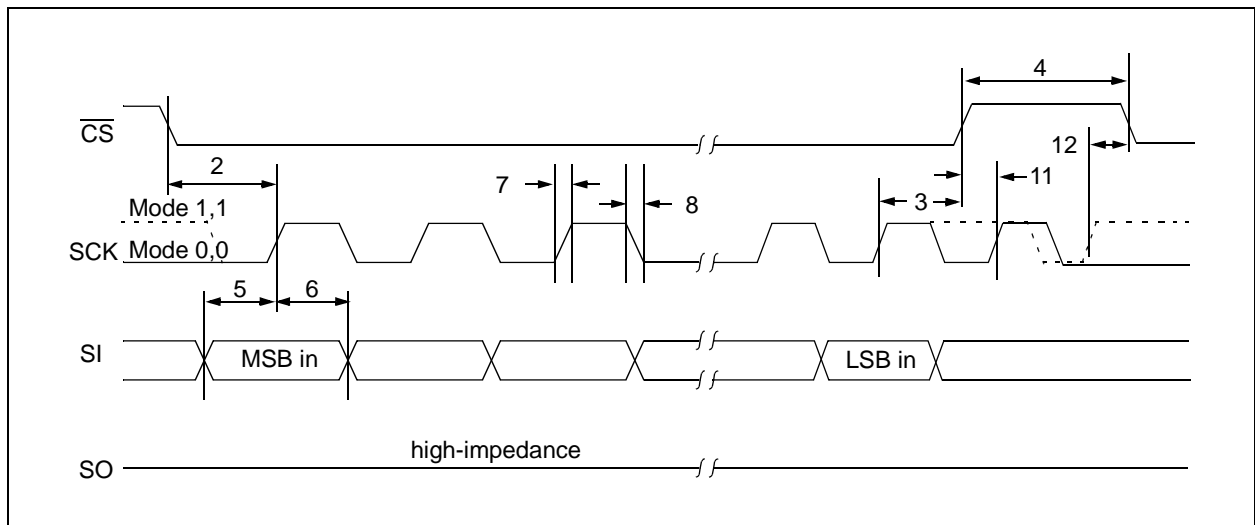 4
CS
12
2
7
11
8
3
Mode 1,1
SCK Mode 0,0
5
6
SI
MSB in
LSB in
high-impedance
SO